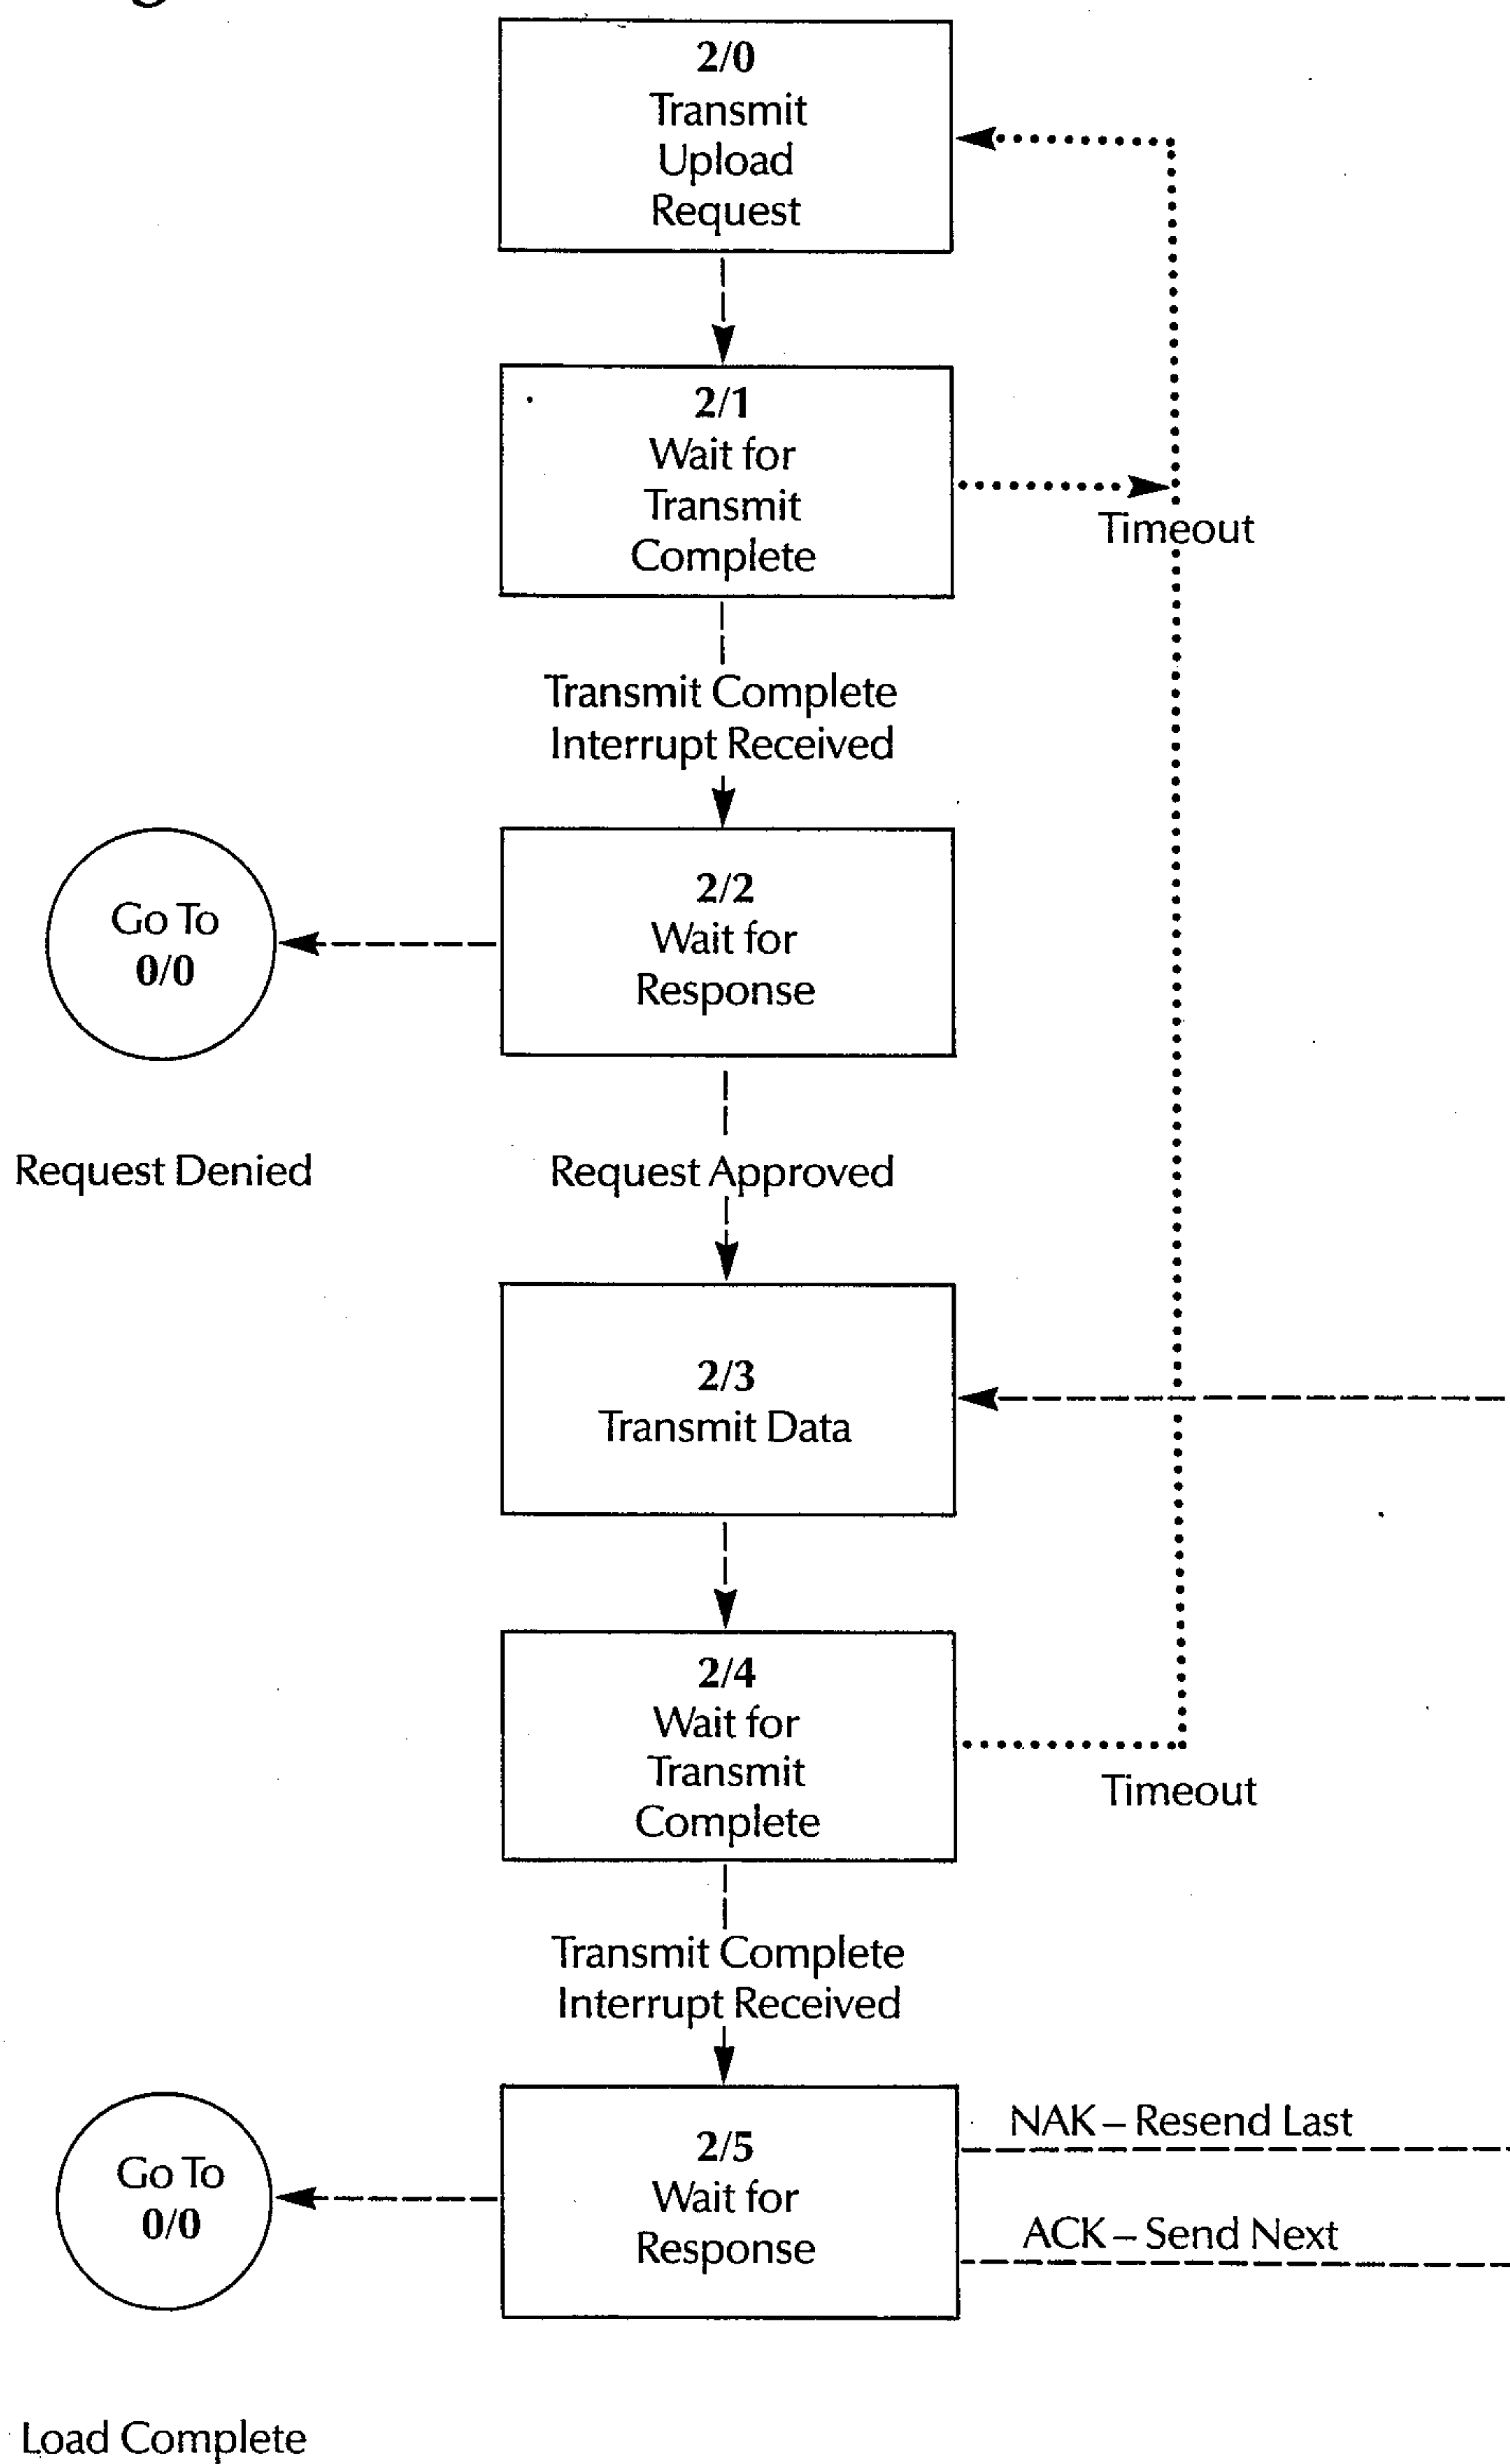 2/0
Transmit
Upload
Request
2/1
Wait for
Transmit
Complete
Timeout
Transmit Complete
Interrupt Received
Go To
0/0
2/2
Wait for
Response
Request Denied
Request Approved
2/3
Transmit Data
2/4
Wait for
Transmit
Complete
Timeout
Transmit Complete
Interrupt Received
Go To
0/0
2/5
Wait for
Response
NAK – Resend Last
ACK – Send Next
Load Complete